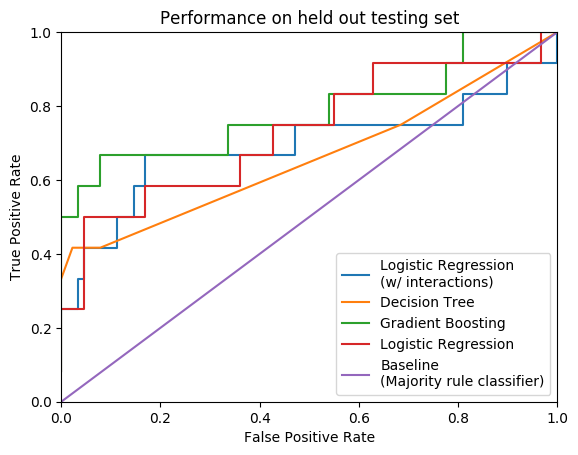 Performance on held out testing set
1.0
0.8
0.6
0.4
0.2
0.0
True Positive Rate
Logistic Regression
(w/ interactions)
Decision Tree
Gradient Boosting
Logistic Regression
Baseline
(Majority rule classifier)
0.0 0.2 0.4 0.6 0.8 1.0
False Positive Rate